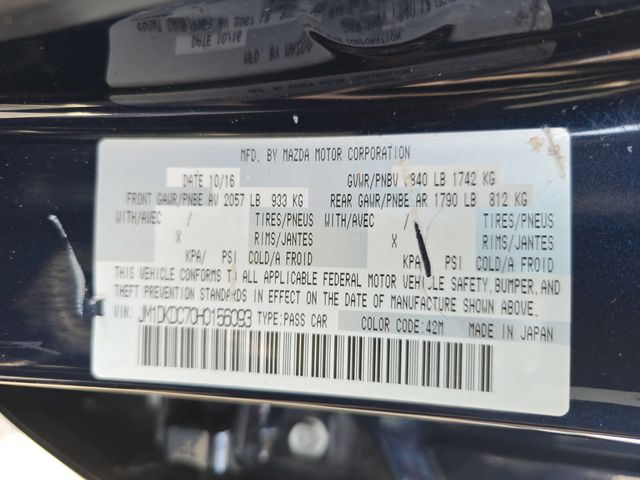 MFD. BY MAZDA MOTOR CORPORATION
DATE 10/16 GVWR/PNBV 940 LB 1742 KG
FRONT GAWR/PNBE AV 2057 LB 933 KG REAR GAWR/PNBE AR 1790 LB 812 KG
WITH/AVEC / TIRES/PNEUS WITH/AVEC / TIRES/PNEUS
X RIMS/JANTES X RIMS/JANTES
KPA/ PSI COLD/A FROID KPA/ PSI COLD/A FROID
THIS VEHICLE CONFORMS TO ALL APPLICABLE FEDERAL MOTOR VEHICLE SAFETY, BUMPER, AND
THEFT PREVENTION STANDARDS IN EFFECT ON THE DATE OF MANUFACTURE SHOWN ABOVE.
VIN: JM1DKDC70H0156093 TYPE:PASS CAR COLOR CODE:42M MADE IN JAPAN